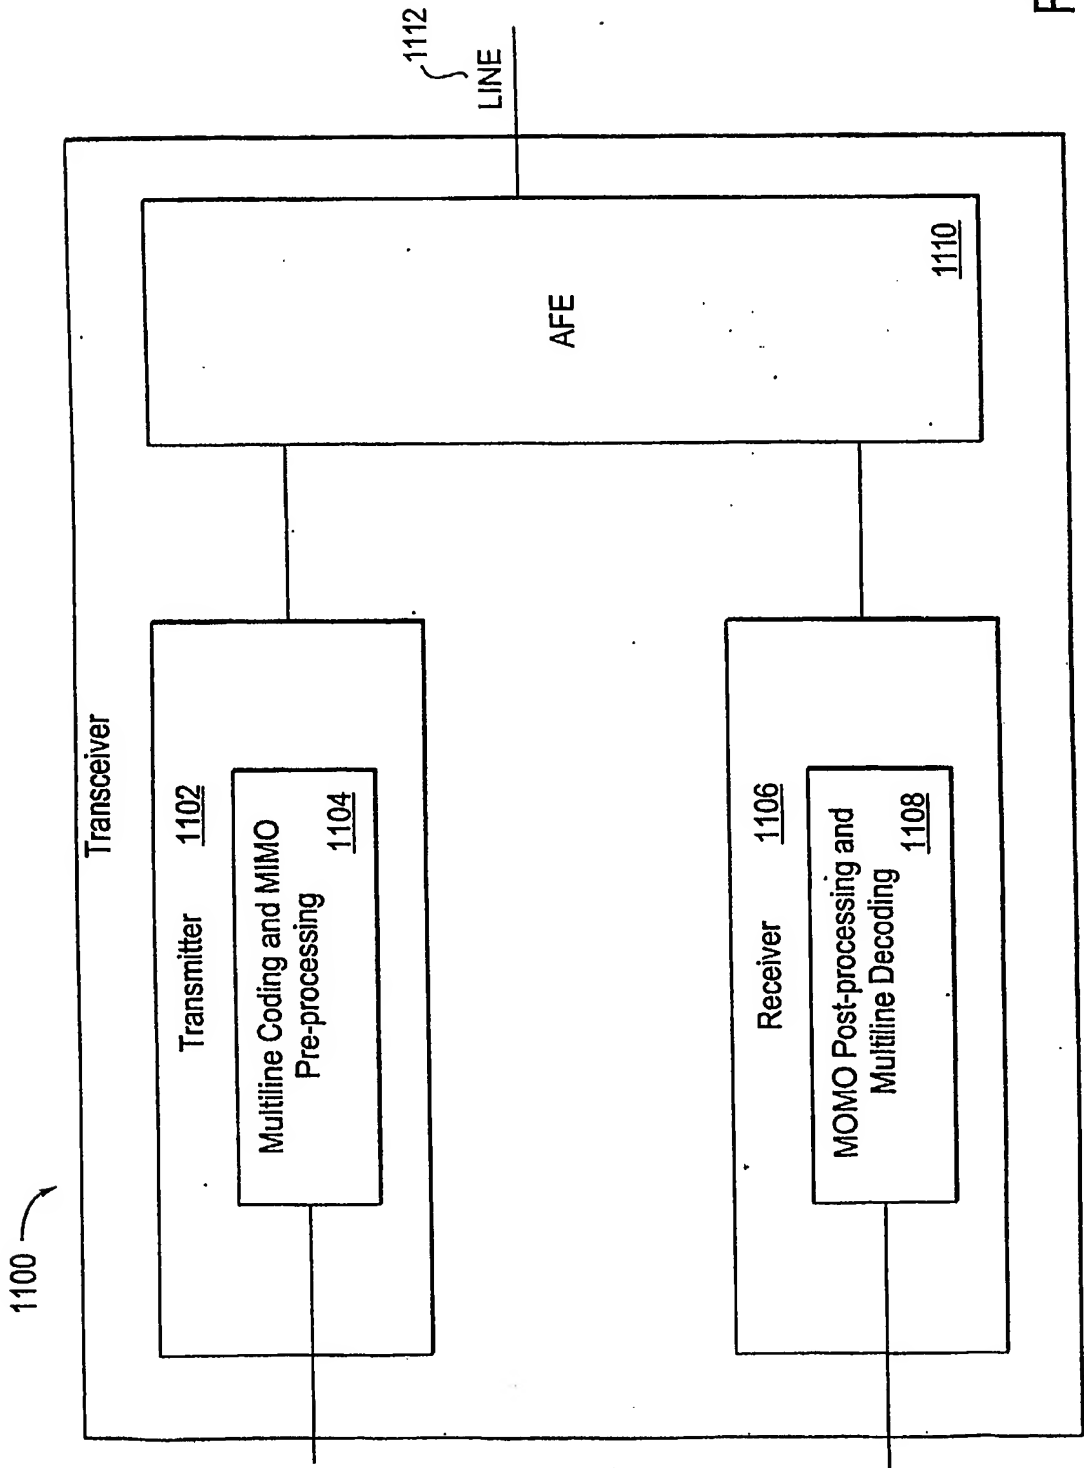 1100
Transceiver
Transmitter
1102
Multiline Coding and MIMO
Pre-processing
1104
Receiver
1106
MOMO Post-processing and
Multiline Decoding
1108
AFE
1110
LINE
1112
F